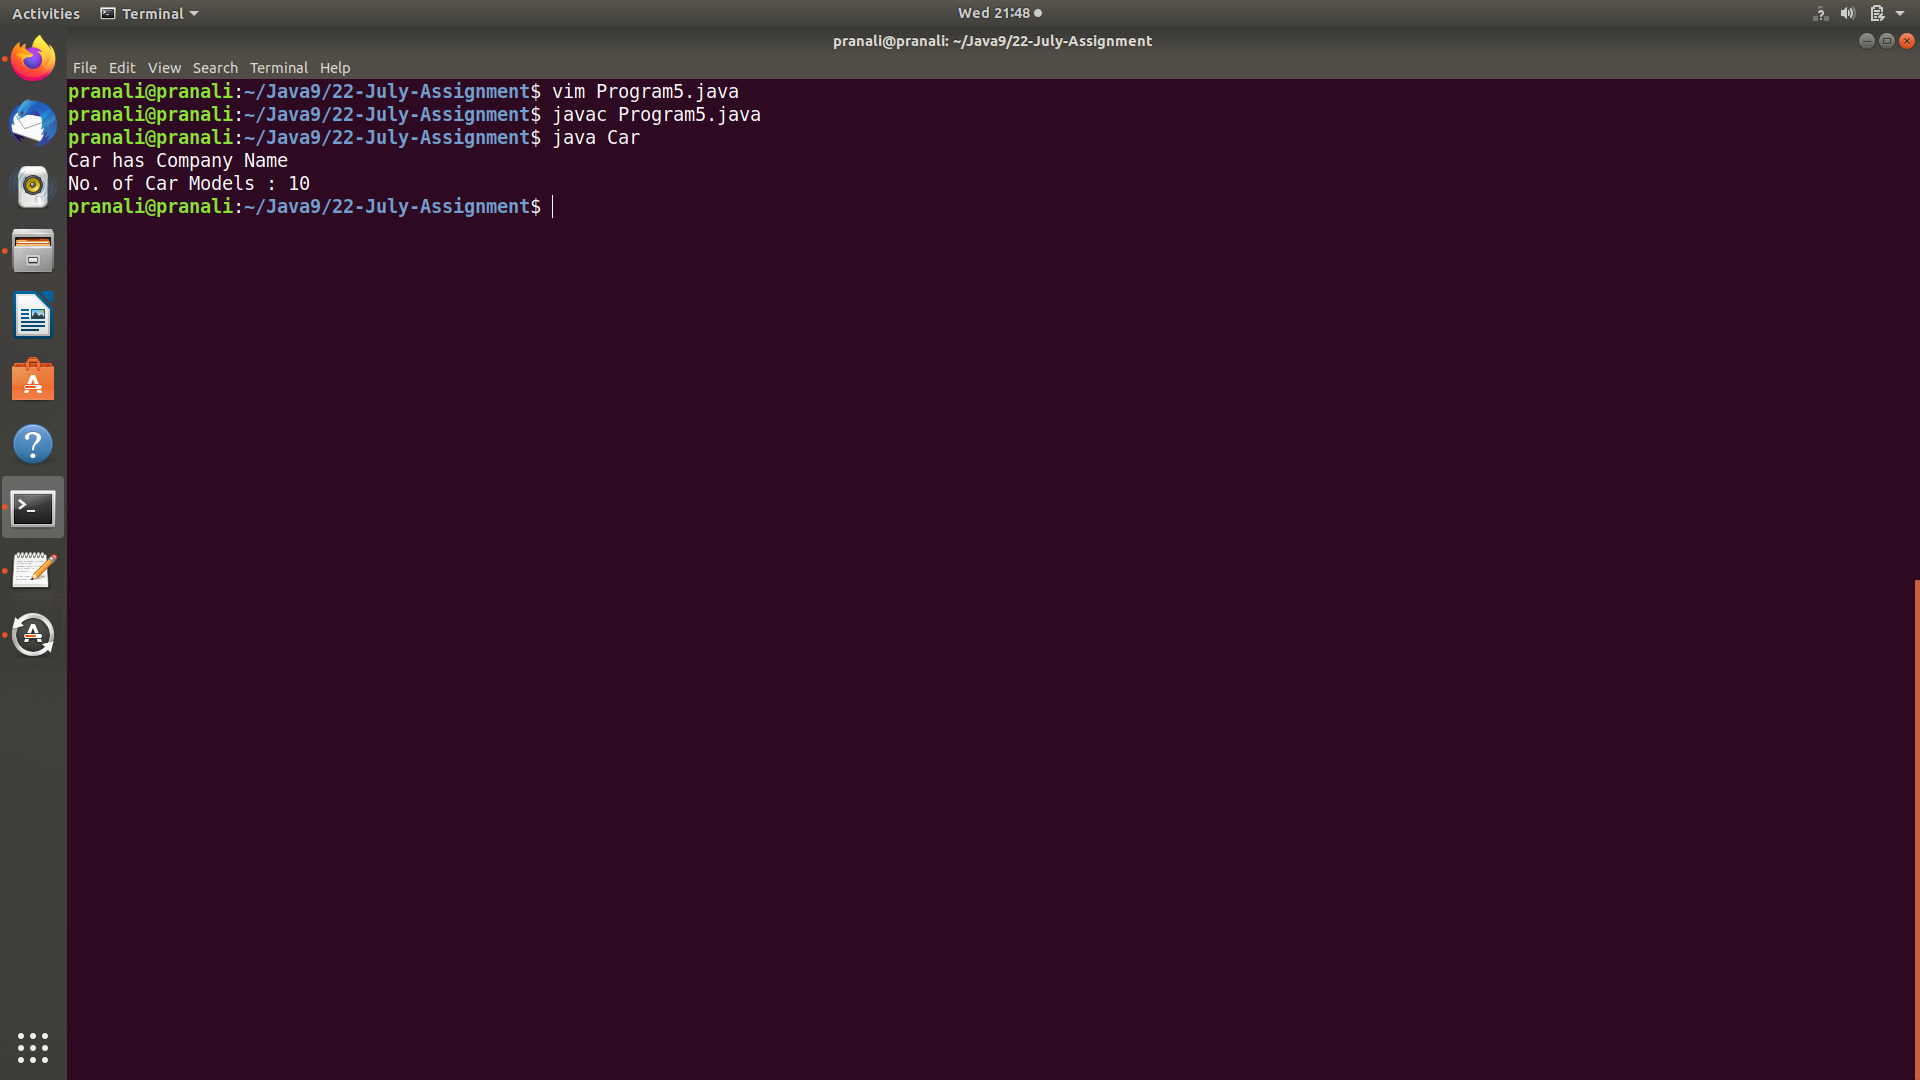 Activities Terminal Wed 21:48
pranali@pranali: ~/Java9/22-July-Assignment
File Edit View Search Terminal Help
pranali@pranali:~/Java9/22-July-Assignment$ vim Program5.java
pranali@pranali:~/Java9/22-July-Assignment$ javac Program5.java
pranali@pranali:~/Java9/22-July-Assignment$ java Car
Car has Company Name
No. of Car Models : 10
pranali@pranali:~/Java9/22-July-Assignment$